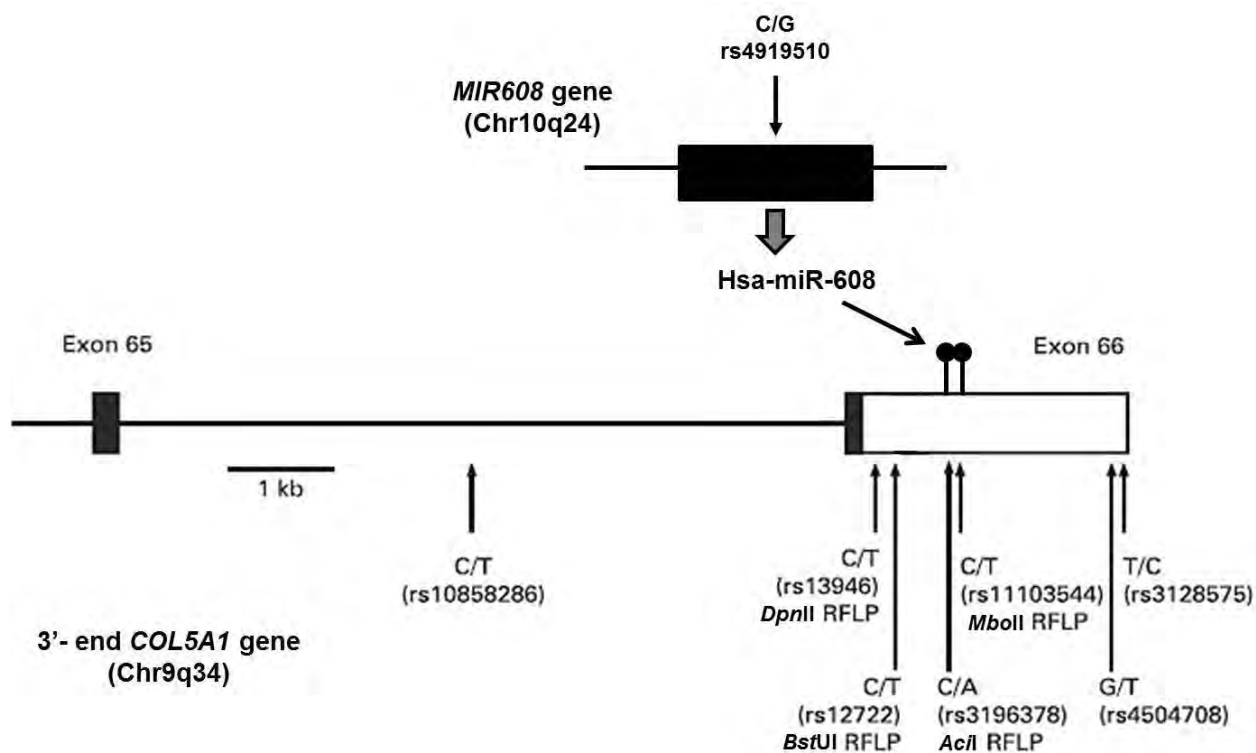 C/G
rs4919510
MIR608 gene
(Chr10q24)
Hsa-miR-608
Exon 65
Exon 66
1 kb
C/T
(rs10858286)
C/T
(rs13946)
DpnII RFLP
C/T
(rs11103544)
MboII RFLP
T/C
(rs3128575)
3'- end COL5A1 gene
(Chr9q34)
C/T
(rs12722)
BstUI RFLP
C/A
(rs3196378)
AciI RFLP
G/T
(rs4504708)